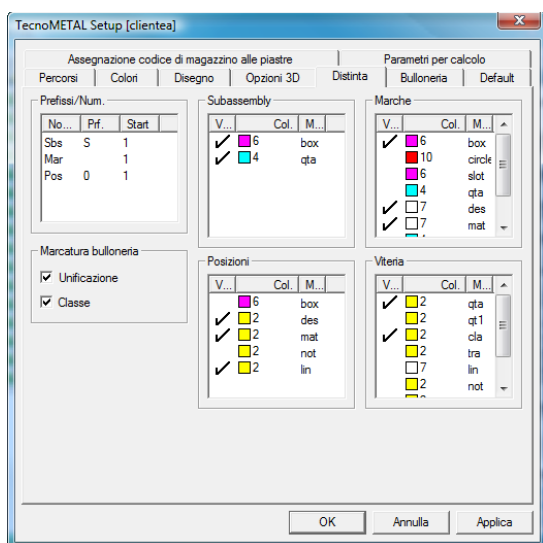 TecnoMETAL Setup [clientea]
Assegnazione codice di magazzino alle piastre Parametri per calcolo
Percorsi Colori Disegno Opzioni 3D Distinta Bulloneria Default
Prefissi/Num.
No... Prf. Start
Sbs S 1
Mar 1
Pos 0 1
Subassembly
V... Col. M...
6 box
4 qta
Marche
V... Col. M...
6 box
10 circle
6 slot
4 qta
7 des
7 mat
Marcatura bulloneria
Unificazione
Classe
Posizioni
V... Col. M...
6 box
2 des
2 mat
2 not
2 lin
Viteria
V... Col. M...
2 qta
2 qt1
2 cla
2 tra
7 lin
2 not
OK Annulla Applica